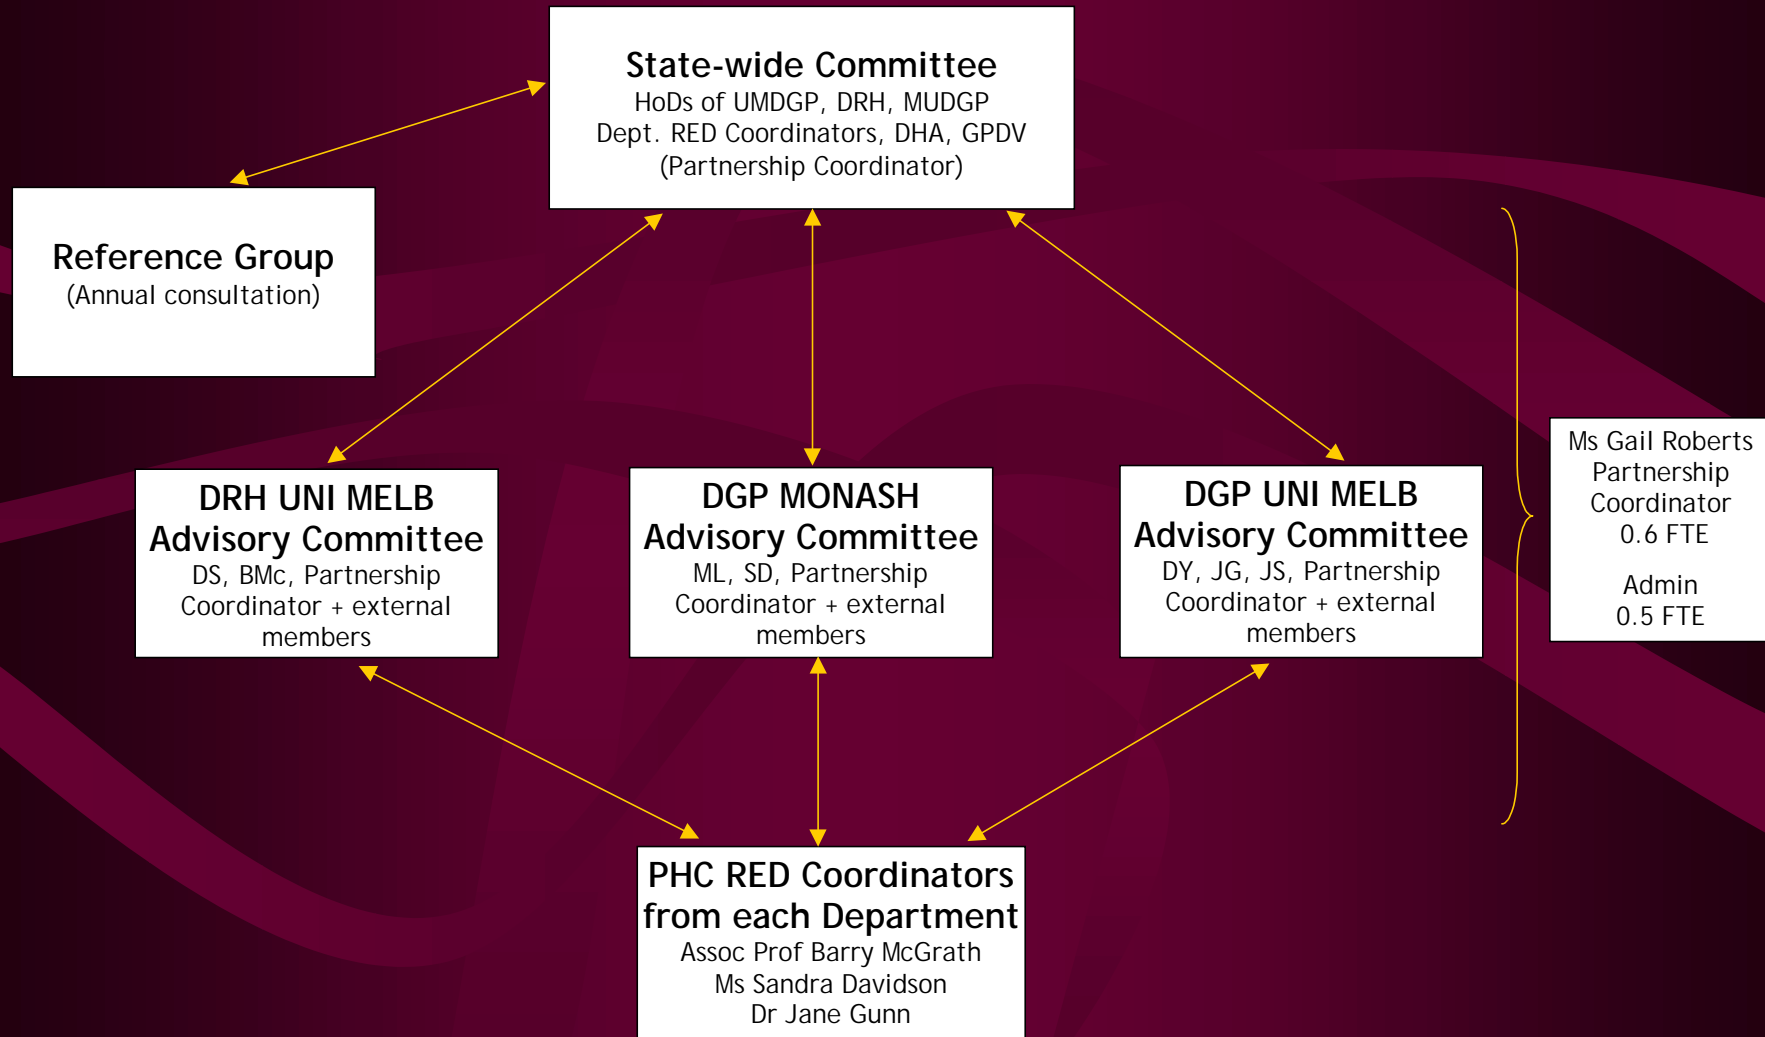 State-wide Committee
HoDs of UMDGP, DRH, MUDGP
Dept. RED Coordinators, DHA, GPDV
(Partnership Coordinator)
Reference Group
(Annual consultation)
DRH UNI MELB
Advisory Committee
DS, BMc, Partnership
Coordinator + external
members
DGP MONASH
Advisory Committee
ML, SD, Partnership
Coordinator + external
members
DGP UNI MELB
Advisory Committee
DY, JG, JS, Partnership
Coordinator + external
members
Ms Gail Roberts
Partnership
Coordinator
0.6 FTE
Admin
0.5 FTE
PHC RED Coordinators
from each Department
Assoc Prof Barry McGrath
Ms Sandra Davidson
Dr Jane Gunn